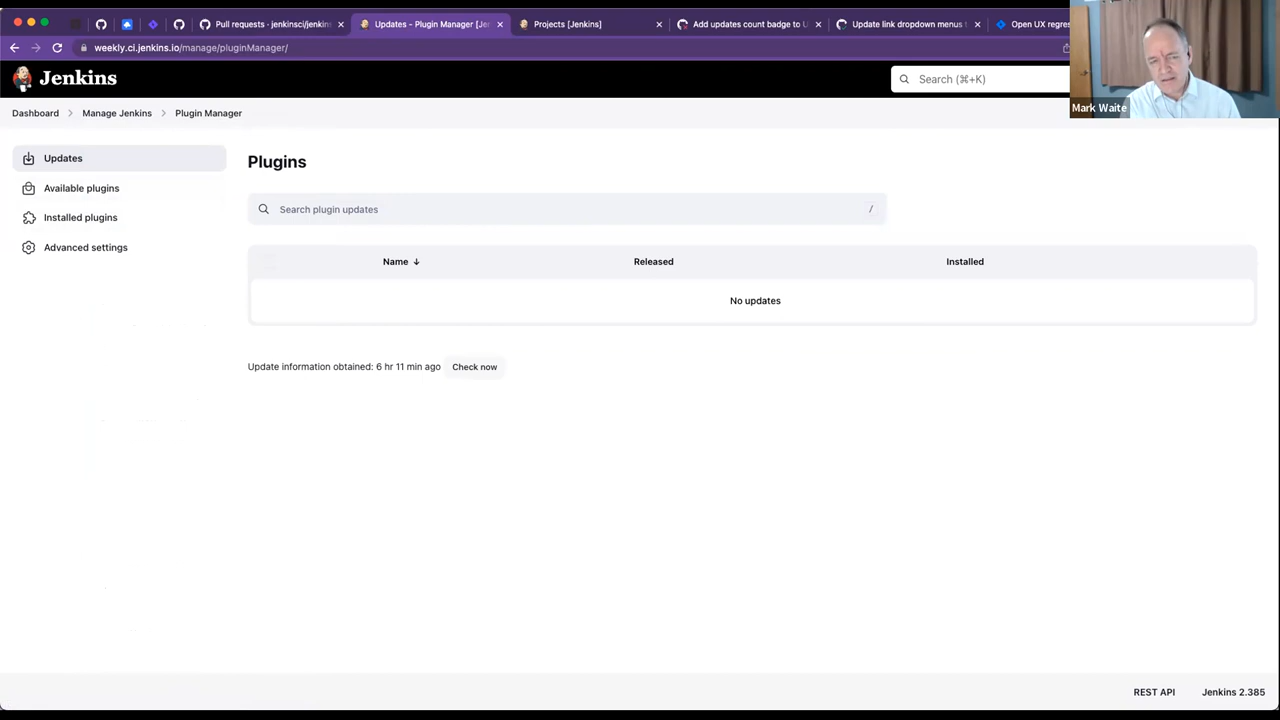 Pull requests · jenkinsci/jenkin
Updates - Plugin Manager [Jen
Projects [Jenkins]
Add updates count badge to U
Update link dropdown menus t
Open UX regres
weekly.ci.jenkins.io/manage/pluginManager/
Jenkins
Search (⌘+K)
Mark Waite
Dashboard
Manage Jenkins
Plugin Manager
Updates
Available plugins
Installed plugins
Advanced settings
Plugins
Search plugin updates /
Name ↓ Released Installed
No updates
Update information obtained: 6 hr 11 min ago Check now
REST API Jenkins 2.385